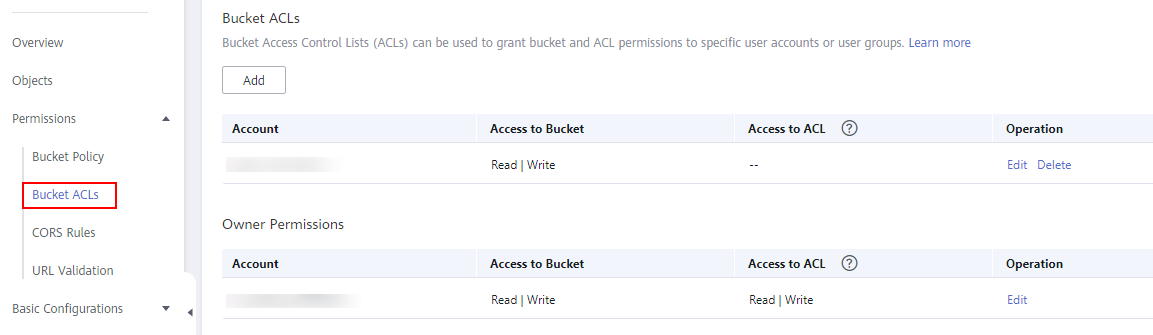 Overview
Objects
Permissions
Bucket Policy
Bucket ACLs
CORS Rules
URL Validation
Basic Configurations
Bucket ACLs
Bucket Access Control Lists (ACLs) can be used to grant bucket and ACL permissions to specific user accounts or user groups. Learn more
Add
Account Access to Bucket Access to ACL ? Operation
Read | Write -- Edit Delete
Owner Permissions
Account Access to Bucket Access to ACL ? Operation
Read | Write Read | Write Edit